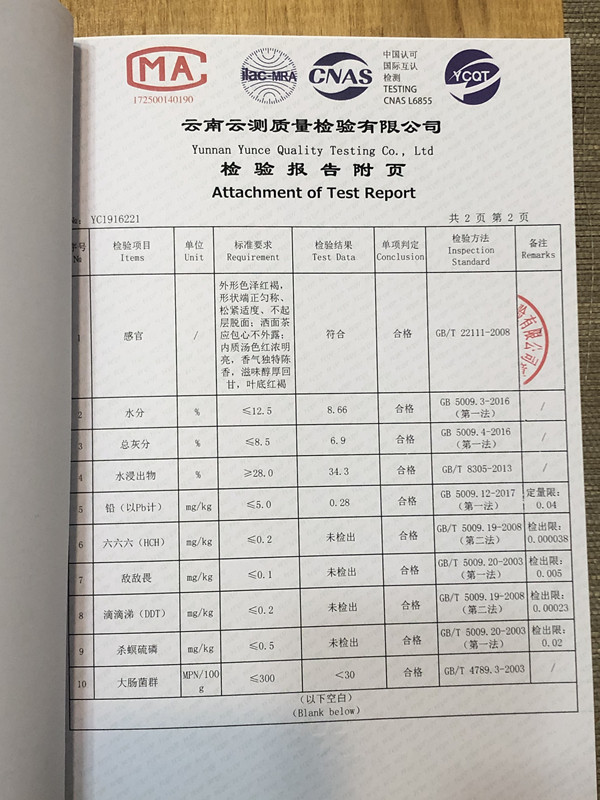 MA
172500140190
ilac-MRA
CNAS
中国认可
国际互认
检测
TESTING
CNAS L6855
YCQT
云南云测质量检验有限公司
Yunnan Yunce Quality Testing Co., Ltd
检验报告附页
Attachment of Test Report
No: YC1916221 共 2 页 第 2 页
序号 检验项目 单位 标准要求 检验结果 单项判定 检验方法 备注
No Items Unit Requirement Test Data Conclusion Inspection Standard Remarks
1 感官 / 外形色泽红褐, 符合 合格 GB/T 22111-2008
形状端正匀称、
松紧适度、不起
层脱面；洒面茶
应包心不外露；
内质汤色红浓明
亮，香气独特陈
香，滋味醇厚回
甘，叶底红褐
验有限公司
2 水分 % ≤12.5 8.66 合格 GB 5009.3-2016 /
（第一法）
3 总灰分 % ≤8.5 6.9 合格 GB 5009.4-2016 /
（第一法）
4 水浸出物 % ≥28.0 34.3 合格 GB/T 8305-2013 /
5 铅（以Pb计） mg/kg ≤5.0 0.28 合格 GB 5009.12-2017 定量限：
（第一法） 0.04
6 六六六（HCH） mg/kg ≤0.2 未检出 合格 GB/T 5009.19-2008 检出限：
（第二法） 0.000038
7 敌敌畏 mg/kg ≤0.1 未检出 合格 GB/T 5009.20-2003 检出限：
（第一法） 0.005
8 滴滴涕（DDT） mg/kg ≤0.2 未检出 合格 GB/T 5009.19-2008 检出限：
（第二法） 0.00023
9 杀螟硫磷 mg/kg ≤0.5 未检出 合格 GB/T 5009.20-2003 检出限：
（第一法） 0.02
10 大肠菌群 MPN/100 ≤300 <30 合格 GB/T 4789.3-2003 /
g
（以下空白）
（Blank below）